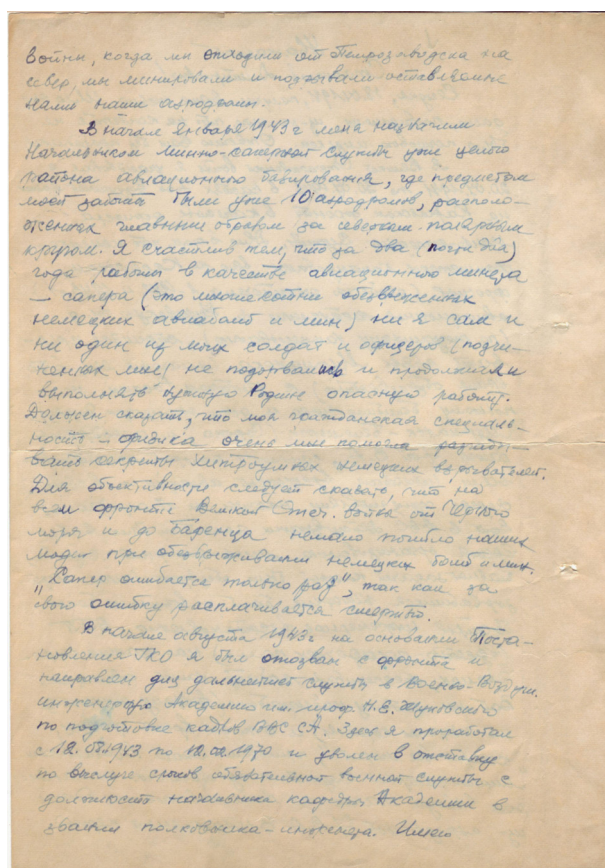 войны, когда мы отходили от Петрозаводска на
север, мы минировали и подрывали оставляемые
нами наши аэродромы.
В начале января 1943 г меня назначили
Начальником минно-саперной службы уже целого
района авиационного базирования, где предметом
моей заботы были уже 10 аэродромов, располо-
женных главным образом за северным полярным
кругом. Я счастлив тем, что за два (почти два)
года работы в качестве авиационного минера
– сапера (это многие сотни обезвреженных
немецких авиабомб и мин) ни я сам и
ни один из моих солдат и офицеров (подчи-
ненных мне) не подорвались и продолжали
выполнять нужную Родине опасную работу.
Должен сказать, что моя гражданская специаль-
ность – физика очень мне помогла разгады-
вать секреты хитроумных немецких взрывателей.
Для объективности следует сказать, что на
всем фронте Великой Отеч. войны от Черного
моря и до Баренца немало погибло наших
людей при обезвреживании немецких бомб и мин.
„Сапер ошибается только раз", так как за
свою ошибку расплачивается смертью.
В начале августа 1943 г на основании Поста-
новления ГКО я был отозван с фронта и
направлен для дальнейшей службы в Военно-Воздушн.
инженерную Академию им. проф. Н.Е. Жуковского
по подготовке кадров ВВС СА. Здесь я проработал
с 1943 по 1970 и уволен в отставку
по выслуге сроков обязательной военной службы с
должности начальника кафедры Академии в
звании полковника-инженера. Имею